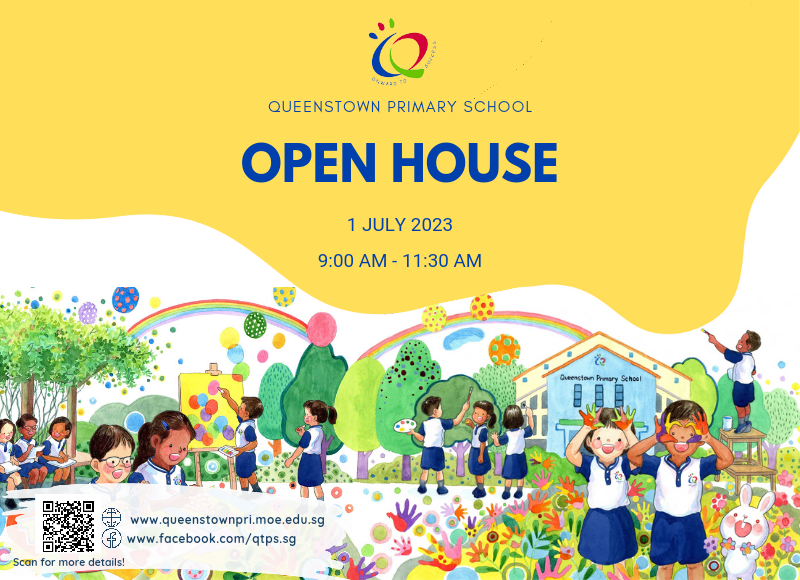 ONWARD TO SUCCESS
QUEENSTOWN PRIMARY SCHOOL
OPEN HOUSE
1 JULY 2023
9:00 AM - 11:30 AM
Queenstown Primary School
www.queenstownpri.moe.edu.sg
www.facebook.com/qtps.sg
Scan for more details!